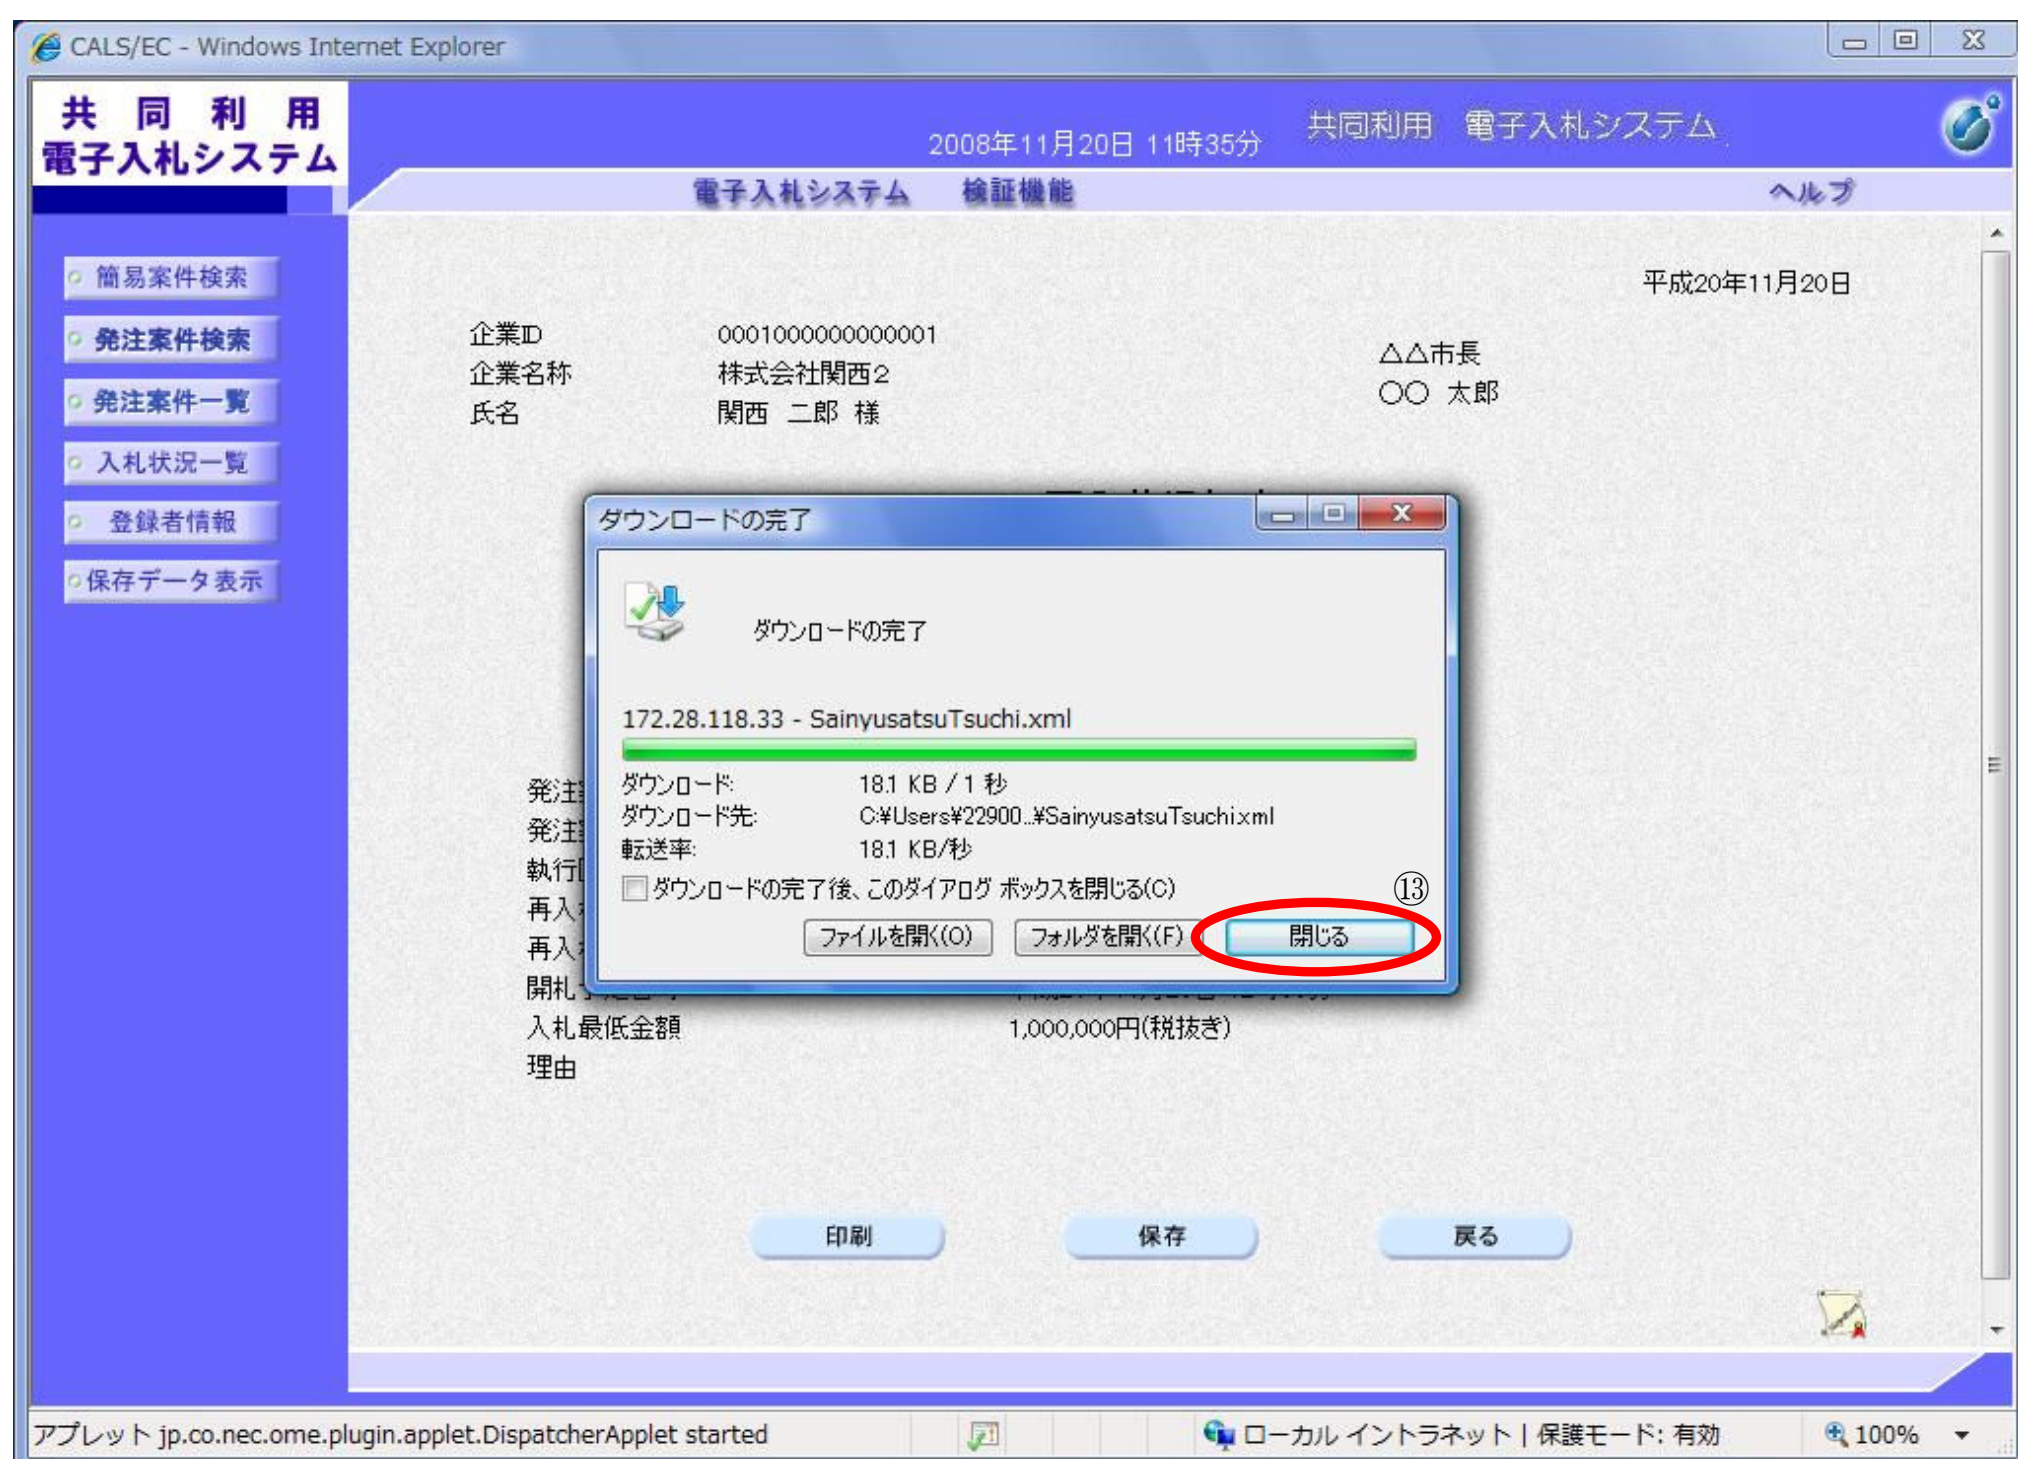 CALS/EC - Windows Internet Explorer
共 同 利 用
電子入札システム
2008年11月20日 11時35分
共同利用 電子入札システム
電子入札システム 検証機能 ヘルプ
簡易案件検索
発注案件検索
発注案件一覧
入札状況一覧
登録者情報
保存データ表示
平成20年11月20日
企業ID 0001000000000001
企業名称 株式会社関西2
氏名 関西 二郎 様
△△市長
〇〇 太郎
ダウンロードの完了
ダウンロードの完了
172.28.118.33 - SainyusatsuTsuchi.xml
ダウンロード: 18.1 KB / 1 秒
ダウンロード先: C:¥Users¥22900...¥SainyusatsuTsuchi.xml
転送率: 18.1 KB/秒
ダウンロードの完了後、このダイアログ ボックスを閉じる(C)
⑬
ファイルを開く(O) フォルダを開く(F) 閉じる
発注
発注
執行
再入
再入
開札
入札最低金額 1,000,000円(税抜き)
理由
印刷 保存 戻る
アプレット jp.co.nec.ome.plugin.applet.DispatcherApplet started
ローカル イントラネット | 保護モード: 有効
100%